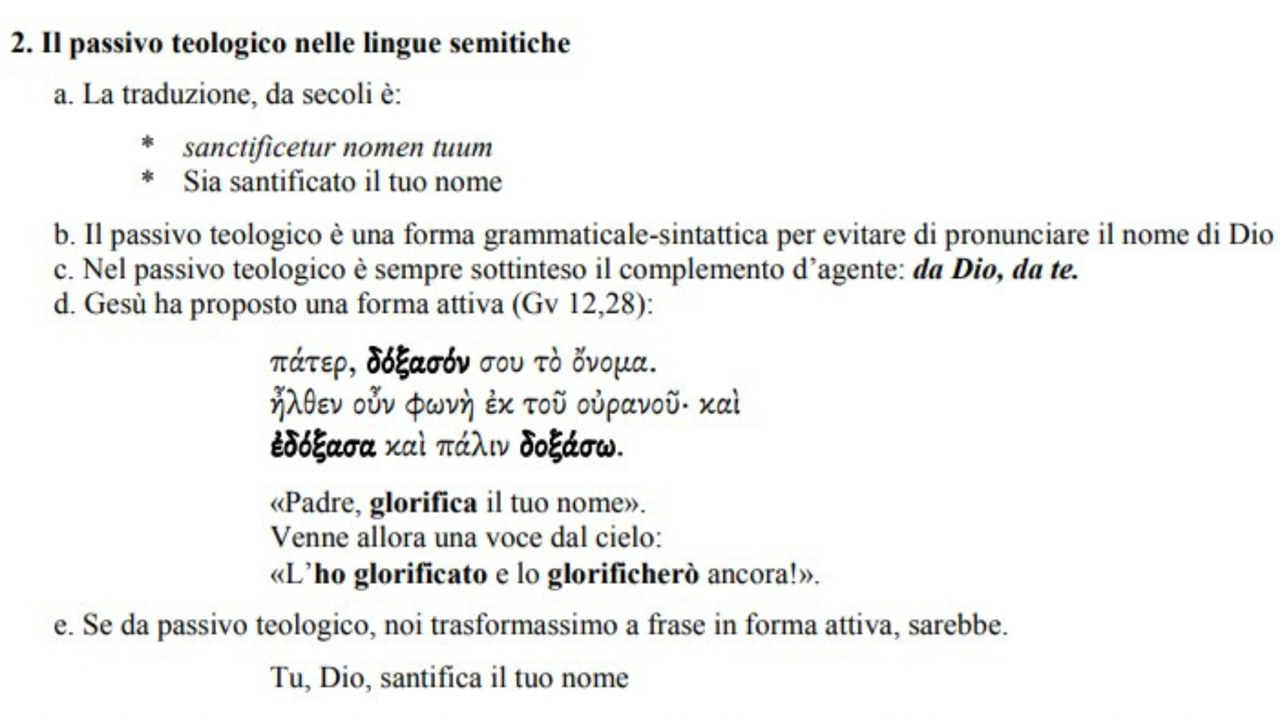 2. Il passivo teologico nelle lingue semitiche
a. La traduzione, da secoli è:
* sanctificetur nomen tuum
* Sia santificato il tuo nome
b. Il passivo teologico è una forma grammaticale-sintattica per evitare di pronunciare il nome di Dio
c. Nel passivo teologico è sempre sottinteso il complemento d’agente: da Dio, da te.
d. Gesù ha proposto una forma attiva (Gv 12,28):
πάτερ, δόξασόν σου τὸ ὄνομα.
ἦλθεν οὖν φωνὴ ἐκ τοῦ οὐρανοῦ· καὶ
ἐδόξασα καὶ πάλιν δοξάσω.
«Padre, glorifica il tuo nome».
Venne allora una voce dal cielo:
«L’ho glorificato e lo glorificherò ancora!».
e. Se da passivo teologico, noi trasformassimo a frase in forma attiva, sarebbe.
Tu, Dio, santifica il tuo nome